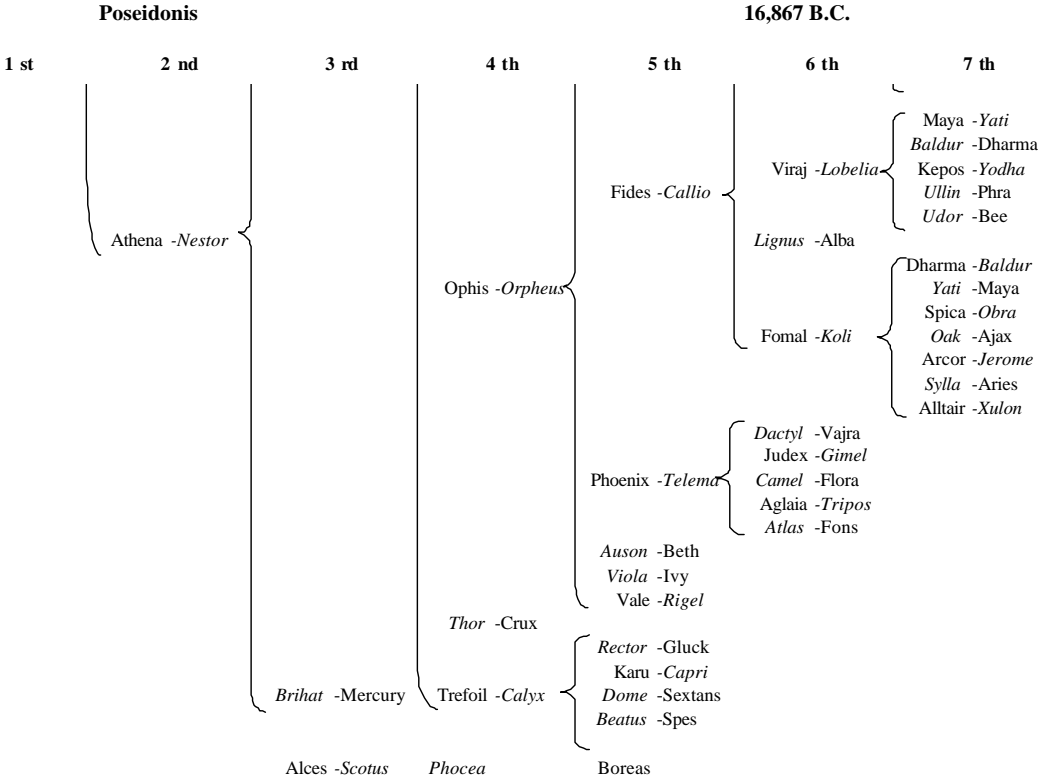 Poseidonis 16,867 B.C.
1 st 2 nd 3 rd 4 th 5 th 6 th 7 th
Maya -Yati
Baldur -Dharma
Viraj -Lobelia Kepos -Yodha
Fides -Callio Ullin -Phra
Udor -Bee
Athena -Nestor Lignus -Alba
Dharma -Baldur
Ophis -Orpheus Yati -Maya
Spica -Obra
Fomal -Koli Oak -Ajax
Arcor -Jerome
Sylla -Aries
Alltair -Xulon
Dactyl -Vajra
Judex -Gimel
Phoenix -Telema Camel -Flora
Aglaia -Tripos
Atlas -Fons
Auson -Beth
Viola -Ivy
Vale -Rigel
Thor -Crux
Rector -Gluck
Karu -Capri
Brihat -Mercury Trefoil -Calyx Dome -Sextans
Beatus -Spes
Alces -Scotus Phocea Boreas